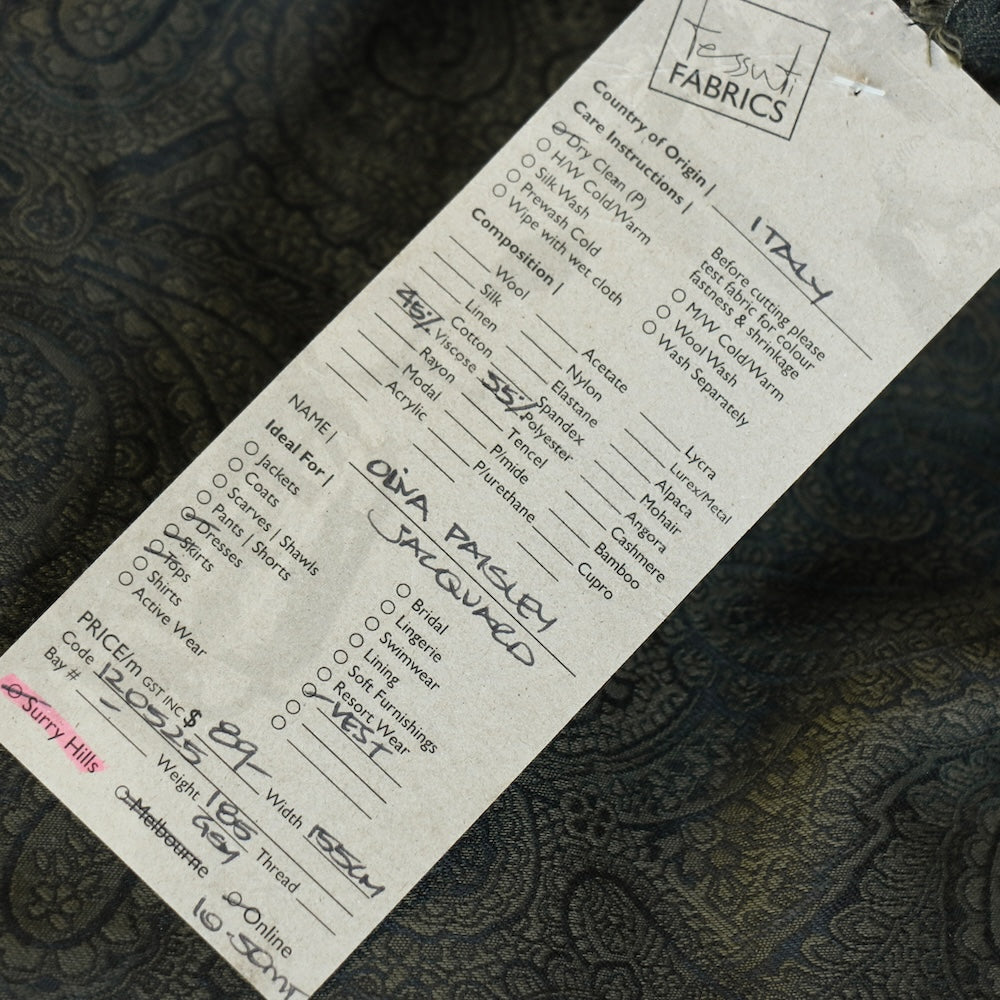 Tessuti
FABRICS
Country of Origin | ITALY
Care Instructions |
Dry Clean (P)
H/W Cold/Warm
Silk Wash
Prewash Cold
Wipe with wet cloth
Before cutting please
test fabric for colour
fastness & shrinkage
M/W Cold/Warm
Wool Wash
Wash Separately
Composition |
Wool
Silk
Linen
Cotton
45% Viscose
Rayon
Modal
Acrylic
Acetate
Nylon
Elastane
Spandex
55% Polyester
Tencel
P/mide
P/urethane
Lycra
Lurex/Metal
Alpaca
Mohair
Angora
Cashmere
Bamboo
Cupro
NAME | OLIVA PAISLEY
JACQUARD
Ideal For |
Jackets
Coats
Scarves | Shawls
Pants | Shorts
Dresses
Skirts
Tops
Shirts
Active Wear
Bridal
Lingerie
Swimwear
Lining
Soft Furnishings
Resort Wear
VEST
PRICE/m GST INC $ 89-
Code 120525 Width 155CM
Bay # Weight 185 GSM Thread
Surry Hills Melbourne Online
10.50MT